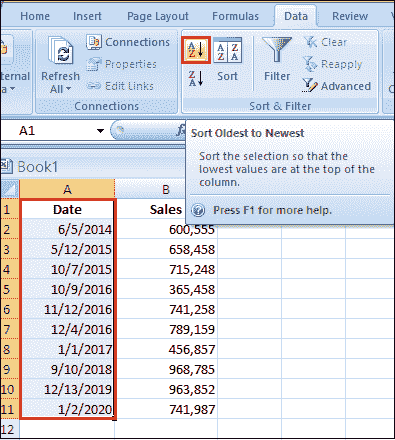 Home Insert Page Layout Formulas Data Review
ternal
ta
Refresh
All
Connections
Properties
Edit Links
Connections
Sort
Filter
Clear
Reapply
Advanced
Sort & Filter
A1
Sort Oldest to Newest
Sort the selection so that the
lowest values are at the top of the
column.
Press F1 for more help.
Book1
A B
1 Date Sales
2 6/5/2014 600,555
3 5/12/2015 658,458
4 10/7/2015 715,248
5 10/9/2016 365,458
6 11/12/2016 741,258
7 12/4/2016 789,159
8 1/1/2017 456,857
9 9/10/2018 968,785
10 12/13/2019 963,852
11 1/2/2020 741,987
12